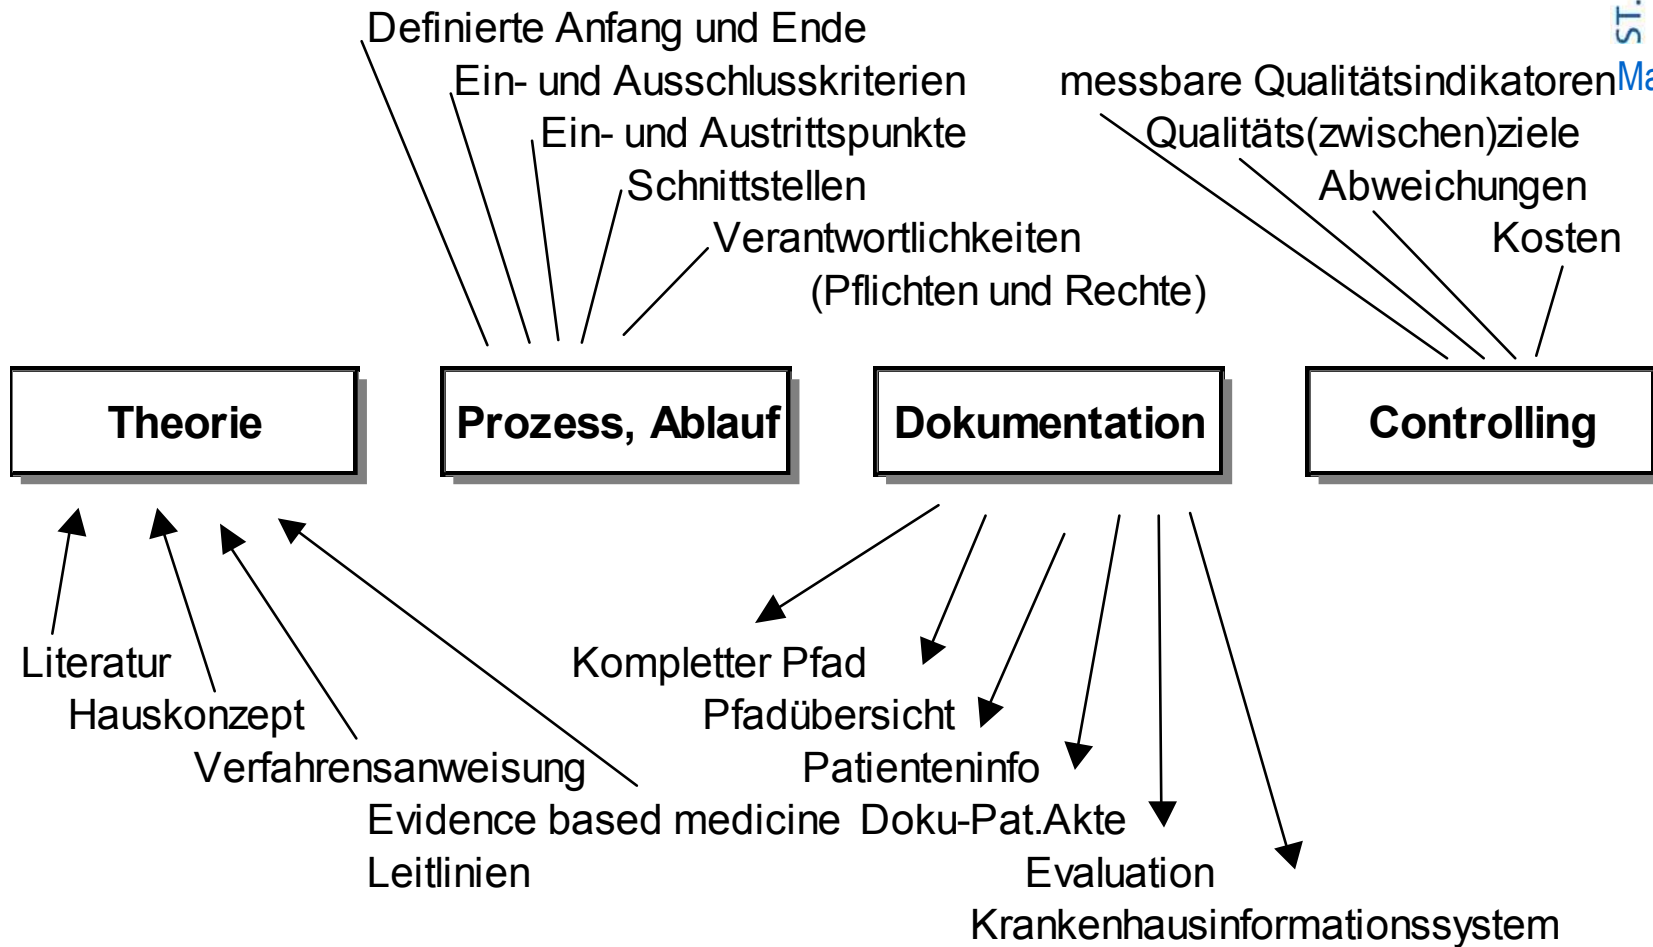 ST.
Definierte Anfang und Ende
Ein- und Ausschlusskriterien
messbare Qualitätsindikatoren
Ein- und Austrittspunkte
Qualitäts(zwischen)ziele
Schnittstellen
Abweichungen
Verantwortlichkeiten
Kosten
(Pflichten und Rechte)
Theorie
Prozess, Ablauf
Dokumentation
Controlling
Literatur
Kompletter Pfad
Hauskonzept
Pfadübersicht
Verfahrensanweisung
Patienteninfo
Evidence based medicine
Doku-Pat.Akte
Leitlinien
Evaluation
Krankenhausinformationssystem